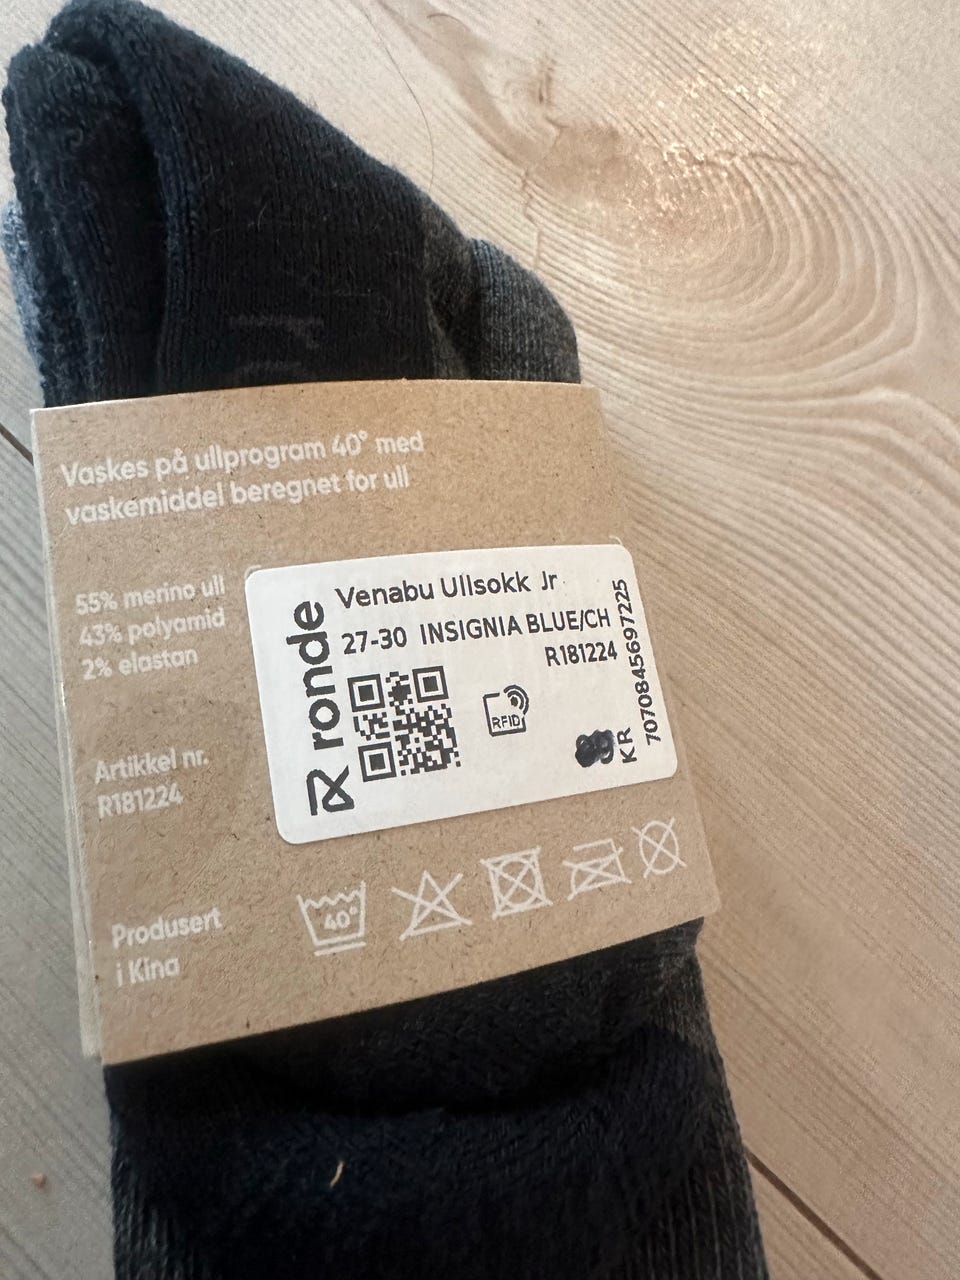 Vaskes på ullprogram 40° med
vaskemiddel beregnet for ull
55% merino ull
43% polyamid
2% elastan
Artikkel nr.
R181224
Produsert
i Kina
ronde
Venabu Ullsokk Jr
27-30 INSIGNIA BLUE/CH
R181224
RFID
KR
7070845697225
40°